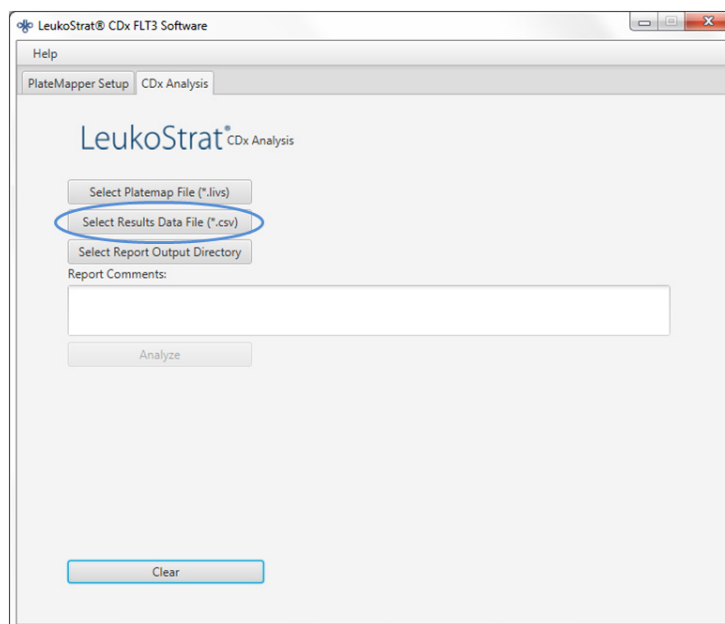 LeukoStrat® CDx FLT3 Software
Help
PlateMapper Setup CDx Analysis
LeukoStrat® CDx Analysis
Select Platemap File (*.livs)
Select Results Data File (*.csv)
Select Report Output Directory
Report Comments:
Analyze
Clear